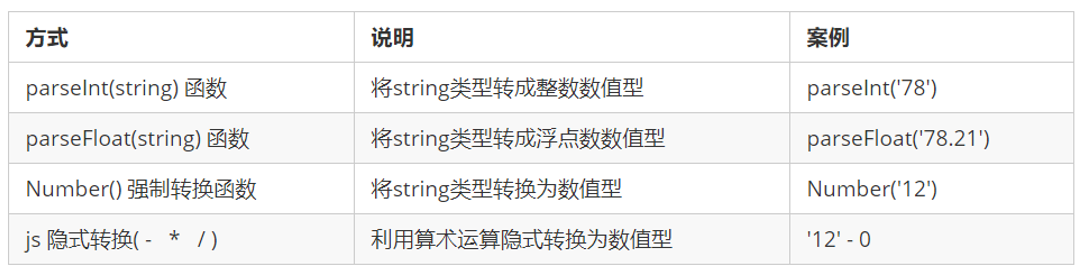 方式 说明 案例
parseInt(string) 函数 将string类型转成整数数值型 parseInt('78')
parseFloat(string) 函数 将string类型转成浮点数数值型 parseFloat('78.21')
Number() 强制转换函数 将string类型转换为数值型 Number('12')
js 隐式转换( - * / ) 利用算术运算隐式转换为数值型 '12' - 0